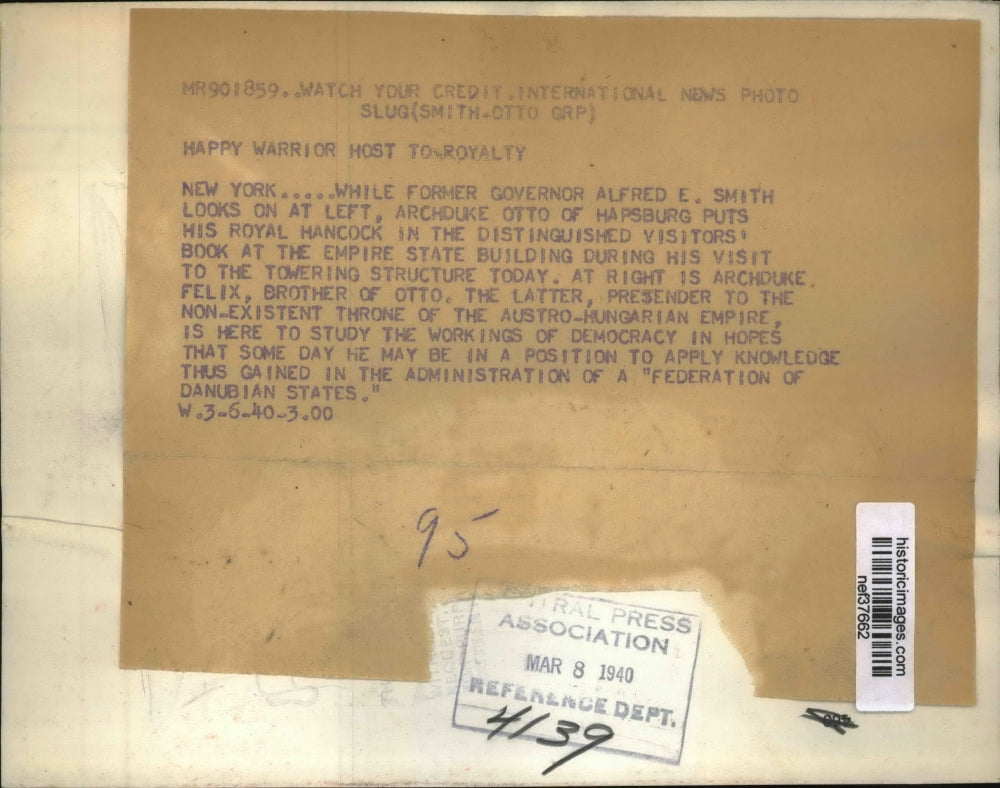 MR901859..WATCH YOUR CREDIT.INTERNATIONAL NEWS PHOTO
SLUG(SMITH-OTTO GRP)
HAPPY WARRIOR HOST TO ROYALTY
NEW YORK.....WHILE FORMER GOVERNOR ALFRED E. SMITH
LOOKS ON AT LEFT, ARCHDUKE OTTO OF HAPSBURG PUTS
HIS ROYAL HANCOCK IN THE DISTINGUISHED VISITORS'
BOOK AT THE EMPIRE STATE BUILDING DURING HIS VISIT
TO THE TOWERING STRUCTURE TODAY. AT RIGHT IS ARCHDUKE
FELIX, BROTHER OF OTTO. THE LATTER, PRESENDER TO THE
NON-EXISTENT THRONE OF THE AUSTRO-HUNGARIAN EMPIRE,
IS HERE TO STUDY THE WORKINGS OF DEMOCRACY IN HOPES
THAT SOME DAY HE MAY BE IN A POSITION TO APPLY KNOWLEDGE
THUS GAINED IN THE ADMINISTRATION OF A "FEDERATION OF
DANUBIAN STATES."
W.3-6-40-3.00
95
TRAL PRESS
ASSOCIATION
MAR 8 1940
REFERENCE DEPT.
4139
historicimages.com
nef37662